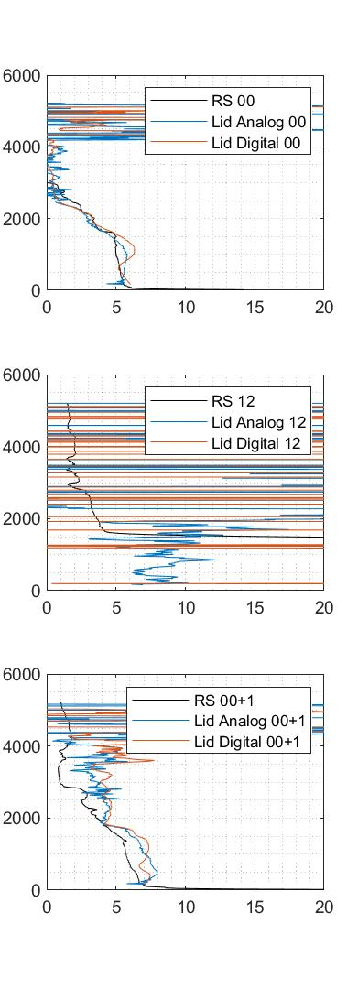 6000
4000
2000
0
0 5 10 15 20
RS 00
Lid Analog 00
Lid Digital 00
6000
4000
2000
0
0 5 10 15 20
RS 12
Lid Analog 12
Lid Digital 12
6000
4000
2000
0
0 5 10 15 20
RS 00+1
Lid Analog 00+1
Lid Digital 00+1